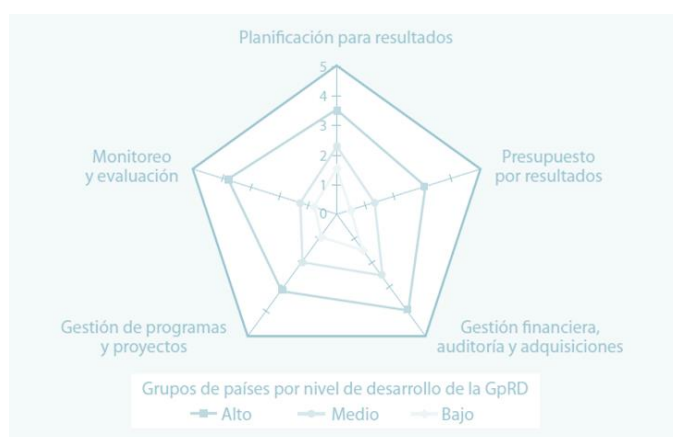 Planificación para resultados
5
4
3
2
1
0
Monitoreo
y evaluación
Presupuesto
por resultados
Gestión de programas
y proyectos
Gestión financiera,
auditoría y adquisiciones
Grupos de países por nivel de desarrollo de la GpRD
Alto Medio Bajo